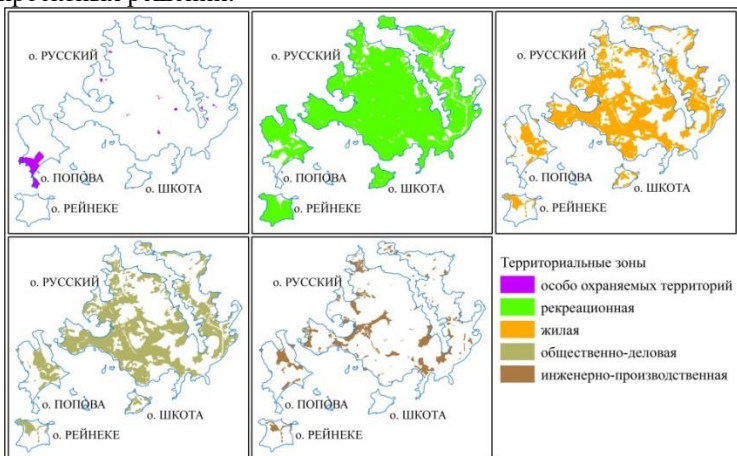 о. РУССКИЙ
о. ПОПОВА
о. ШКОТА
о. РЕЙНЕКЕ
о. РУССКИЙ
о. ПОПОВА
о. ШКОТА
о. РЕЙНЕКЕ
о. РУССКИЙ
о. ПОПОВА
о. ШКОТА
о. РЕЙНЕКЕ
о. РУССКИЙ
о. ПОПОВА
о. ШКОТА
о. РЕЙНЕКЕ
о. РУССКИЙ
о. ПОПОВА
о. ШКОТА
о. РЕЙНЕКЕ
Территориальные зоны
особо охраняемых территорий
рекреационная
жилая
общественно-деловая
инженерно-производственная